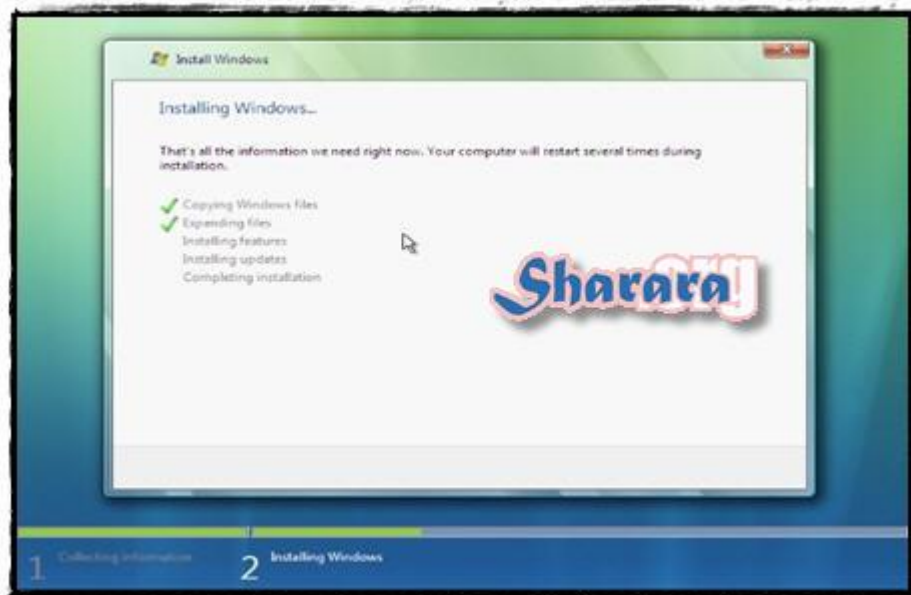 Install Windows
Installing Windows...
That's all the information we need right now. Your computer will restart several times during
installation.
Copying Windows files
Expanding files
Installing features
Installing updates
Completing installation
Sharara.org
1 Collecting information
2 Installing Windows